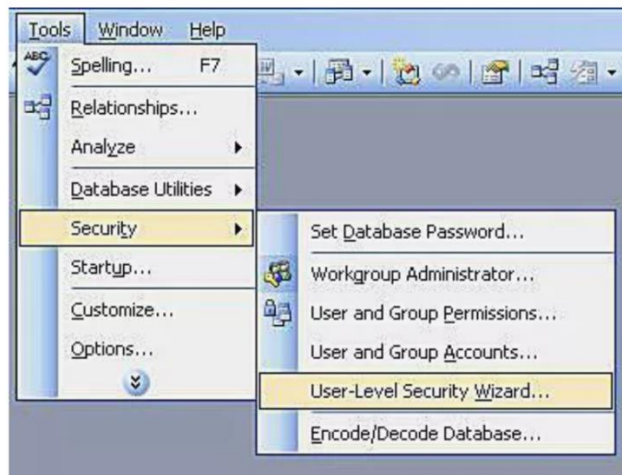 Tools Window Help
ABC
Spelling... F7
Relationships...
Analyze
Database Utilities
Security
Set Database Password...
Startup...
Workgroup Administrator...
Customize...
User and Group Permissions...
Options...
User and Group Accounts...
User-Level Security Wizard...
Encode/Decode Database...